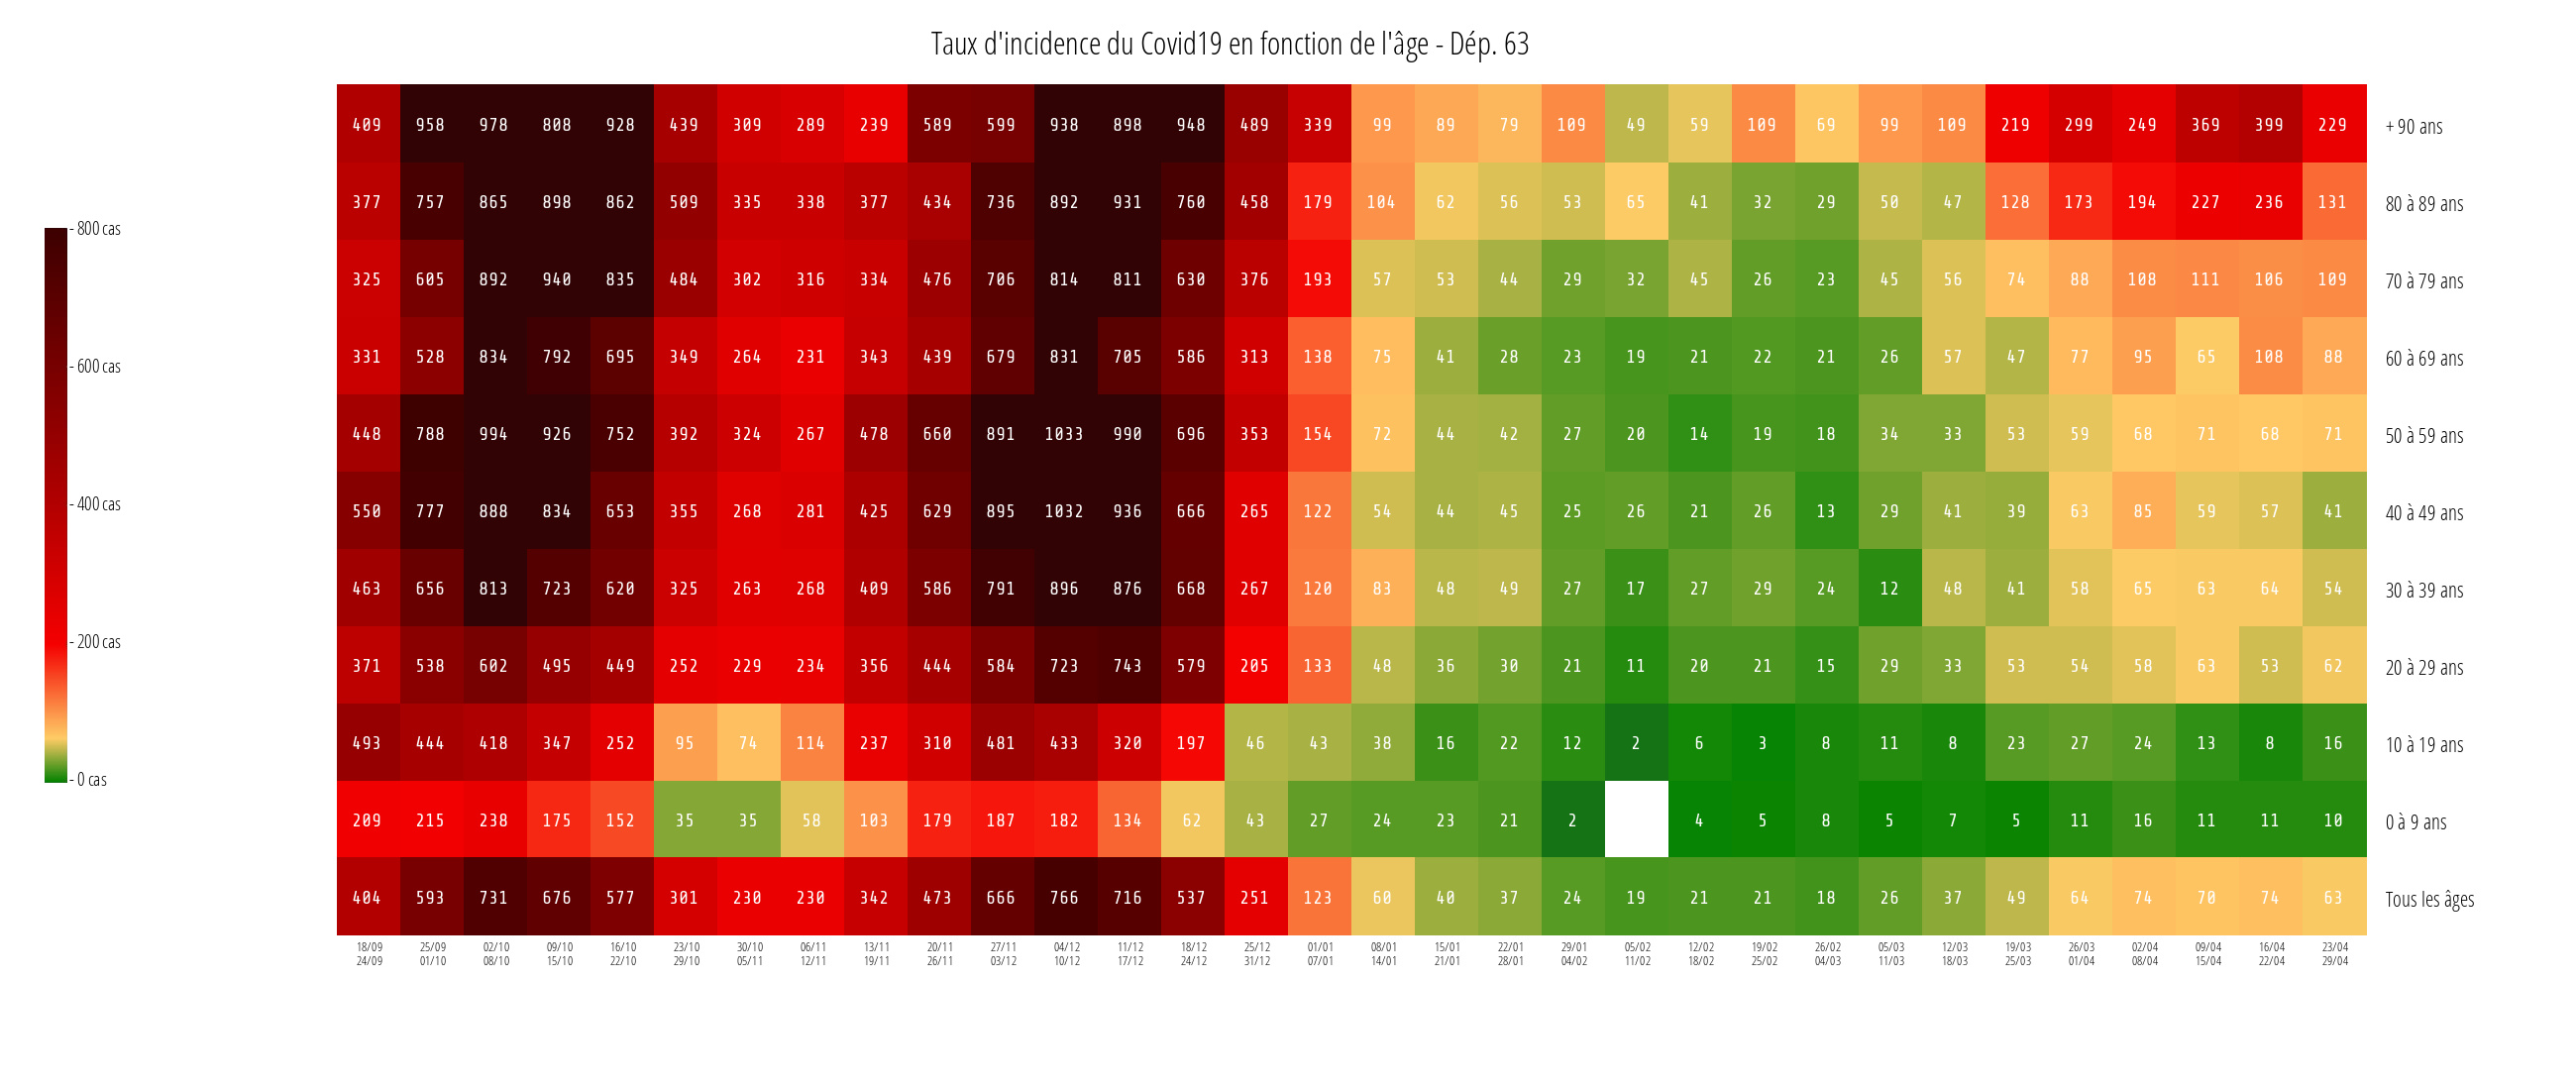 Taux d'incidence du Covid19 en fonction de l'âge - Dép. 63
409 958 978 808 928 439 309 289 239 589 599 938 898 948 489 339 99 89 79 109 49 59 109 69 99 109 219 299 249 369 399 229 + 90 ans
377 757 865 898 862 509 335 338 377 434 736 892 931 760 458 179 104 62 56 53 65 41 32 29 50 47 128 173 194 227 236 131 80 à 89 ans
- 800 cas
325 605 892 940 835 484 302 316 334 476 706 814 811 630 376 193 57 53 44 29 32 45 26 23 45 56 74 88 108 111 106 109 70 à 79 ans
331 528 834 792 695 349 264 231 343 439 679 831 705 586 313 138 75 41 28 23 19 21 22 21 26 57 47 77 95 65 108 88 60 à 69 ans
- 600 cas
448 788 994 926 752 392 324 267 478 660 891 1033 990 696 353 154 72 44 42 27 20 14 19 18 34 33 53 59 68 71 68 71 50 à 59 ans
- 400 cas
550 777 888 834 653 355 268 281 425 629 895 1032 936 666 265 122 54 44 45 25 26 21 26 13 29 41 39 63 85 59 57 41 40 à 49 ans
463 656 813 723 620 325 263 268 409 586 791 896 876 668 267 120 83 48 49 27 17 27 29 24 12 48 41 58 65 63 64 54 30 à 39 ans
- 200 cas
371 538 602 495 449 252 229 234 356 444 584 723 743 579 205 133 48 36 30 21 11 20 21 15 29 33 53 54 58 63 53 62 20 à 29 ans
493 444 418 347 252 95 74 114 237 310 481 433 320 197 46 43 38 16 22 12 2 6 3 8 11 8 23 27 24 13 8 16 10 à 19 ans
- 0 cas
209 215 238 175 152 35 35 58 103 179 187 182 134 62 43 27 24 23 21 2 4 5 8 5 7 5 11 16 11 11 10 0 à 9 ans
404 593 731 676 577 301 230 230 342 473 666 766 716 537 251 123 60 40 37 24 19 21 21 18 26 37 49 64 74 70 74 63 Tous les âges
18/09 25/09 02/10 09/10 16/10 23/10 30/10 06/11 13/11 20/11 27/11 04/12 11/12 18/12 25/12 01/01 08/01 15/01 22/01 29/01 05/02 12/02 19/02 26/02 05/03 12/03 19/03 26/03 02/04 09/04 16/04 23/04
24/09 01/10 08/10 15/10 22/10 29/10 05/11 12/11 19/11 26/11 03/12 10/12 17/12 24/12 31/12 07/01 14/01 21/01 28/01 04/02 11/02 18/02 25/02 04/03 11/03 18/03 25/03 01/04 08/04 15/04 22/04 29/04